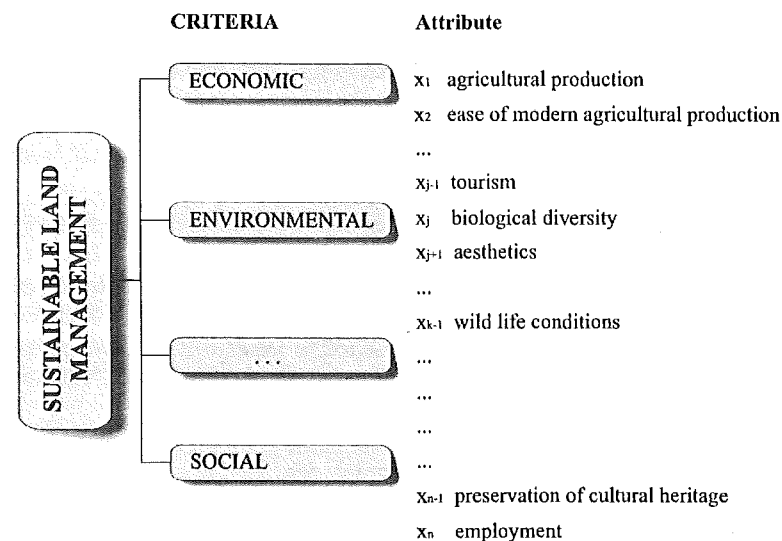 CRITERIA Attribute
ECONOMIC
x1 agricultural production
x2 ease of modern agricultural production
...
xj-1 tourism
ENVIRONMENTAL
xj biological diversity
xj+1 aesthetics
...
xk-1 wild life conditions
...
...
...
...
SOCIAL
...
xn-1 preservation of cultural heritage
xn employment
SUSTAINABLE LAND
MANAGEMENT